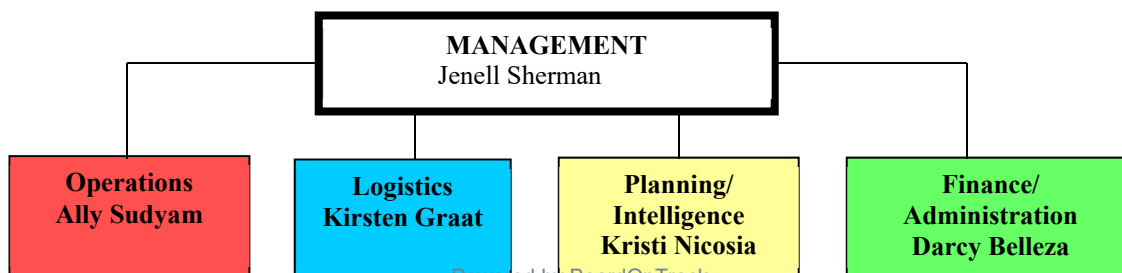 MANAGEMENT
Jenell Sherman
Operations
Ally Sudyam
Logistics
Kirsten Graat
Planning/
Intelligence
Kristi Nicosia
Finance/
Administration
Darcy Belleza